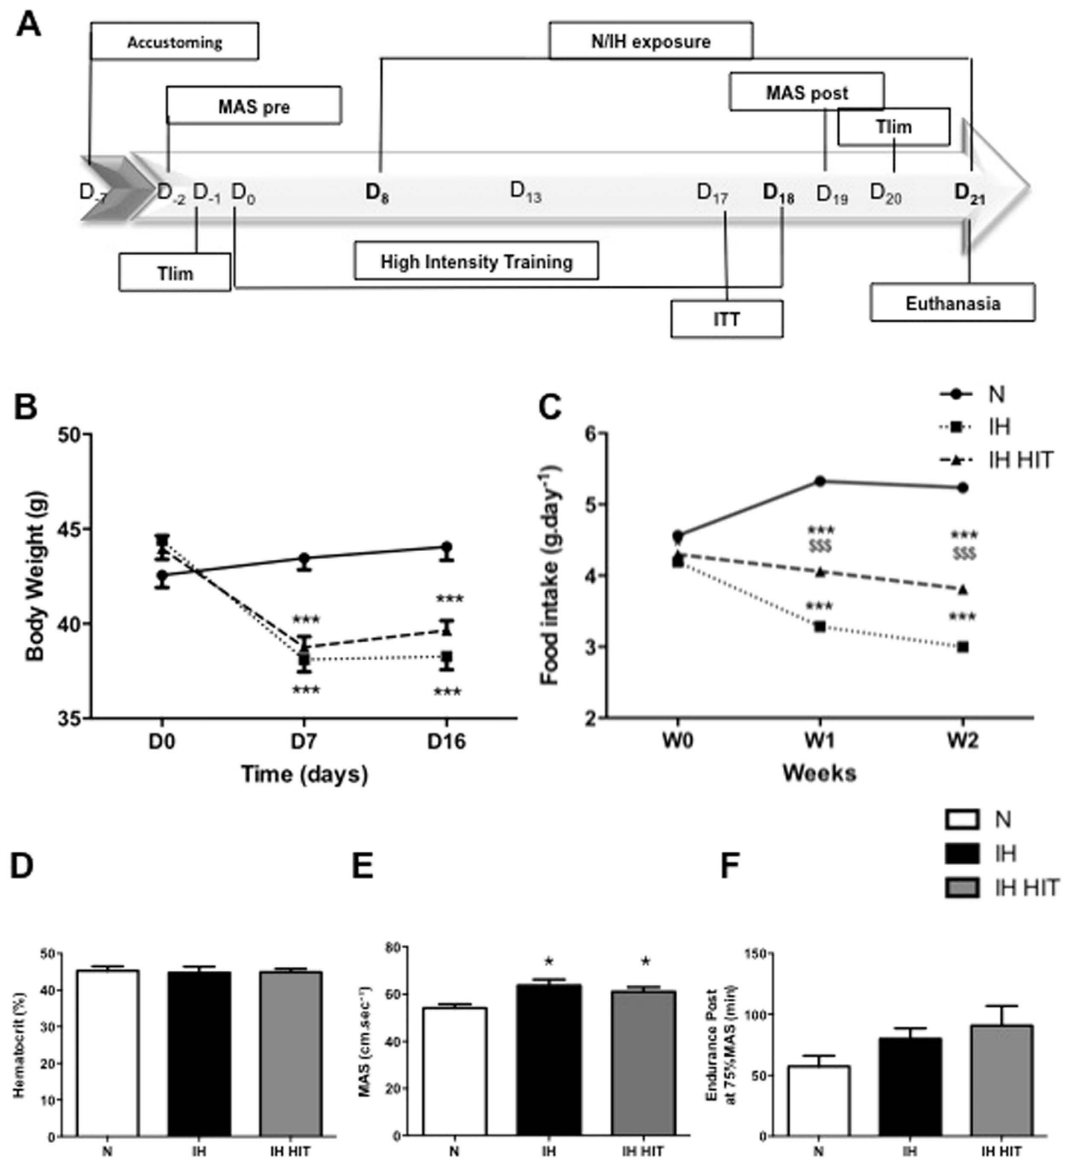 A
Accustoming
N/IH exposure
MAS pre
MAS post
Tlim
D-7 D-2 D-1 D0 D8 D13 D17 D18 D19 D20 D21
Tlim
High Intensity Training
ITT
Euthanasia
B
C
N
IH
IH HIT
Body Weight (g)
50
45
40
35
***
***
***
***
D0 D7 D16
Time (days)
Food intake (g.day-1)
6
5
4
3
2
***
$$$
***
$$$
***
***
W0 W1 W2
Weeks
N
IH
IH HIT
D
E
F
Hematocrit (%)
50
40
30
20
10
0
N IH IH HIT
MAS (cm.sec-1)
80
60
40
20
0
* *
N IH IH HIT
Endurance Post
at 75%MAS (min)
150
100
50
0
N IH IH HIT